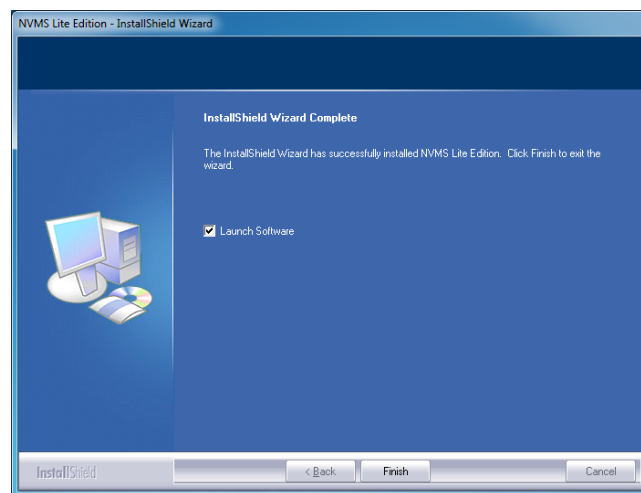 NVMS Lite Edition - InstallShield Wizard
InstallShield Wizard Complete
The InstallShield Wizard has successfully installed NVMS Lite Edition. Click Finish to exit the
wizard.
Launch Software
InstallShield
< Back
Finish
Cancel